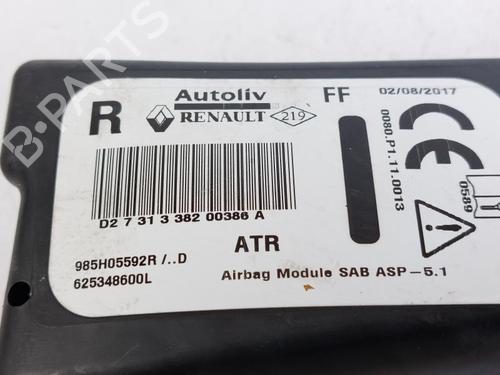 Autoliv
R
RENAULT
219
FF
02/08/2017
0080.P1.11.0013
0589
D2 7 31 3 382 00386 A
985H05592R /..D
625348600L
ATR
Airbag Module SAB ASP-5.1
B-PARTS